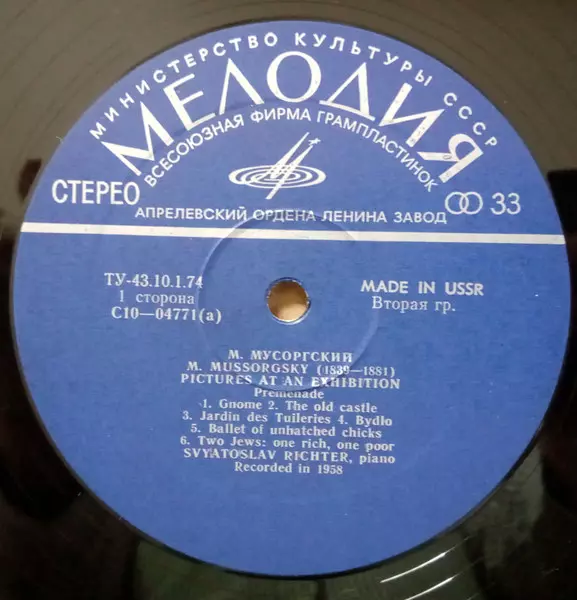 МИНИСТЕРСТВО КУЛЬТУРЫ СССР
МЕЛОДИЯ
ВСЕСОЮЗНАЯ ФИРМА ГРАМПЛАСТИНОК
СТЕРЕО
33
АПРЕЛЕВСКИЙ ОРДЕНА ЛЕНИНА ЗАВОД
ТУ-43.10.1.74
I сторона
С10—04771(а)
MADE IN USSR
Вторая гр.
М. МУСОРГСКИЙ
M. MUSSORGSKY (1839—1881)
PICTURES AT AN EXHIBITION
Premenade
1. Gnome 2. The old castle
3. Jardin des Tuileries 4. Bydło
5. Ballet of unhatched chicks
6. Two Jews: one rich, one poor
SVYATOSLAV RICHTER, piano
Recorded in 1958